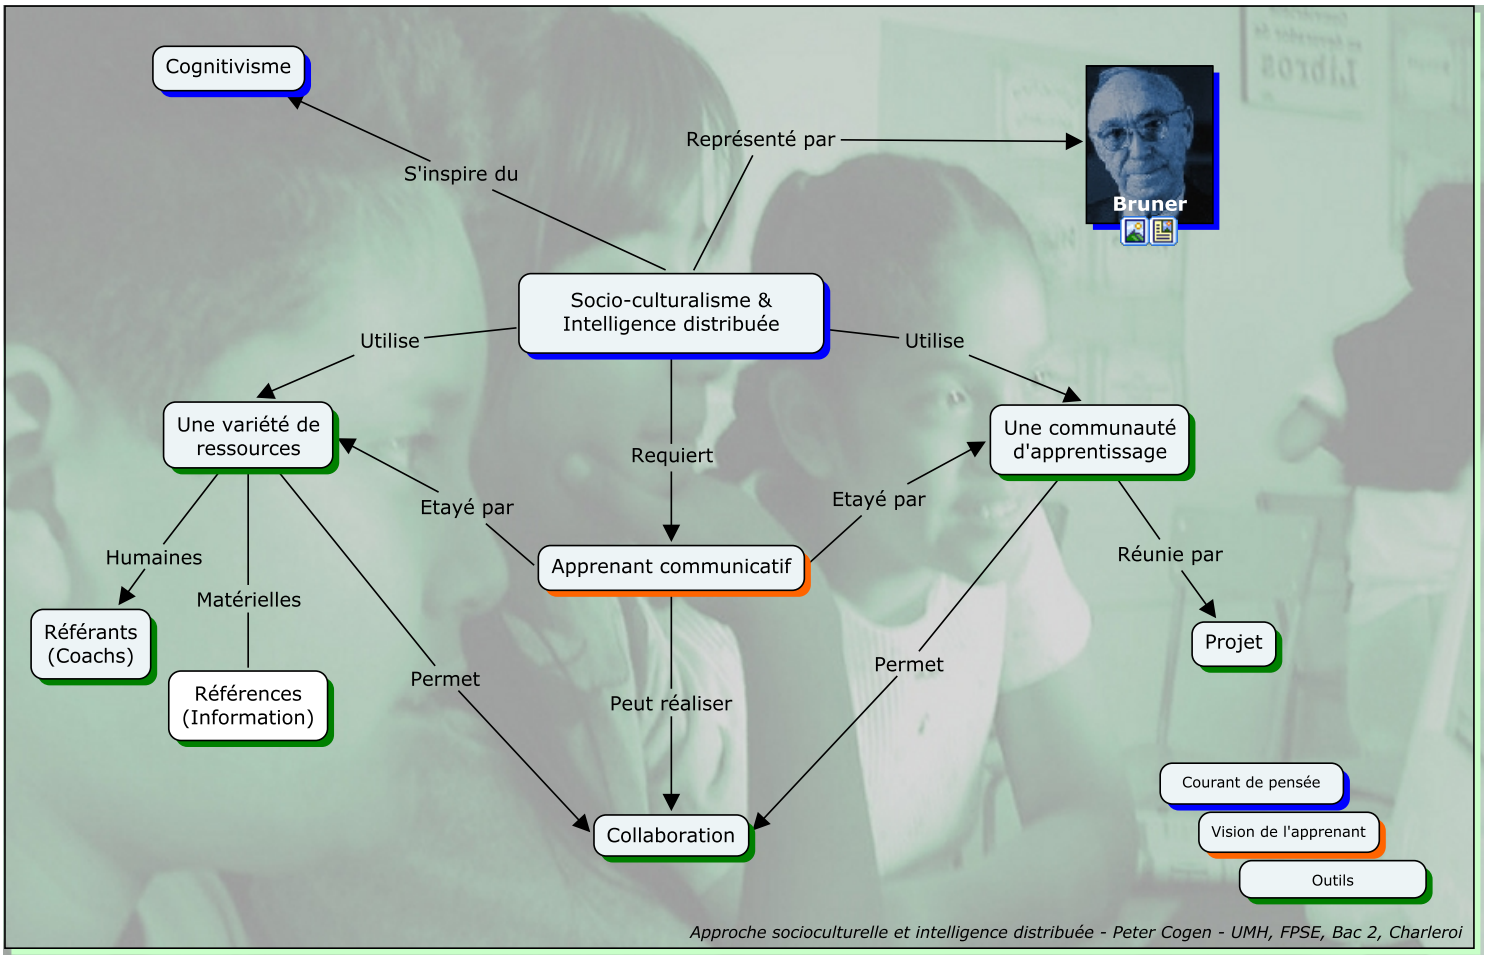 Cognitivisme
Représenté par
S'inspire du
Bruner
Socio-culturalisme &
Intelligence distribuée
Utilise
Utilise
Une variété de
ressources
Une communauté
d'apprentissage
Requiert
Etayé par
Etayé par
Humaines
Apprenant communicatif
Réunie par
Matérielles
Référants
(Coachs)
Projet
Permet
Permet
Références
(Information)
Peut réaliser
Collaboration
Courant de pensée
Vision de l'apprenant
Outils
Approche socioculturelle et intelligence distribuée - Peter Cogen - UMH, FPSE, Bac 2, Charleroi
Libros